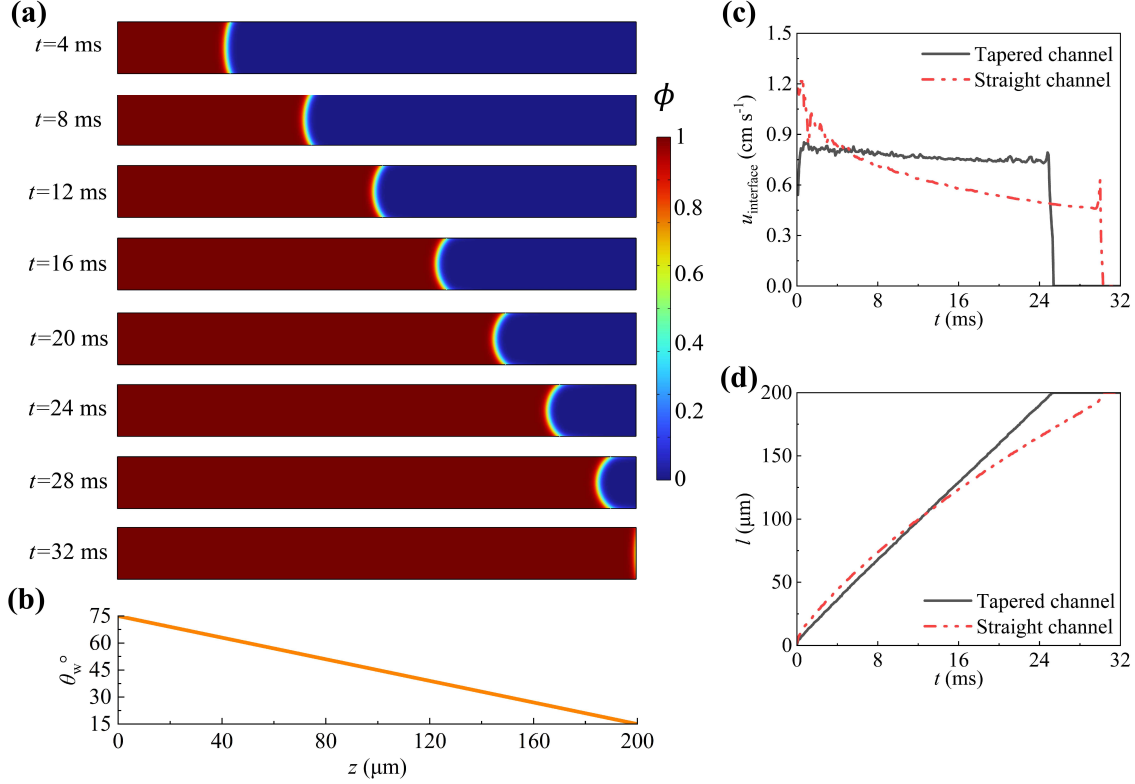 (a)
t=4 ms
t=8 ms
t=12 ms
t=16 ms
t=20 ms
t=24 ms
t=28 ms
t=32 ms
ϕ
1
0.8
0.6
0.4
0.2
0
(b)
75
60
45
30
15
θw°
0 40 80 120 160 200
z (μm)
(c)
1.5
1.2
0.9
0.6
0.3
0.0
uinterface (cm s⁻¹)
Tapered channel
Straight channel
0 8 16 24 32
t (ms)
(d)
200
150
100
50
0
l (μm)
Tapered channel
Straight channel
0 8 16 24 32
t (ms)